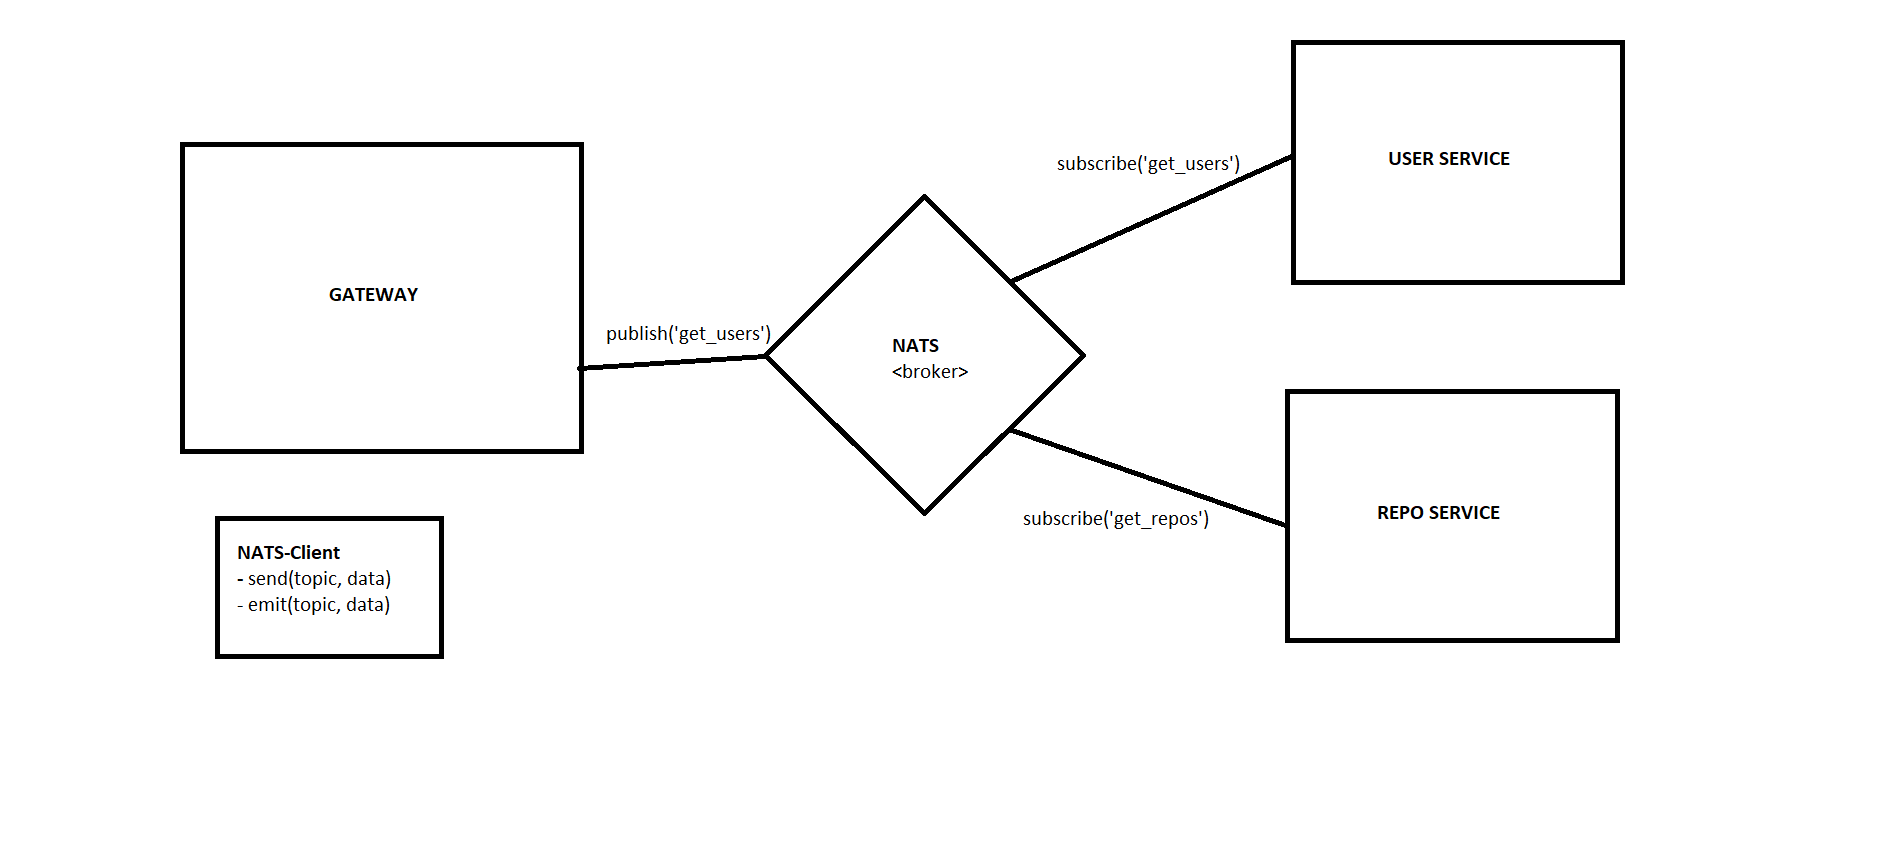 GATEWAY
publish('get_users')
NATS
<broker>
subscribe('get_users')
USER SERVICE
subscribe('get_repos')
REPO SERVICE
NATS-Client
- send(topic, data)
- emit(topic, data)